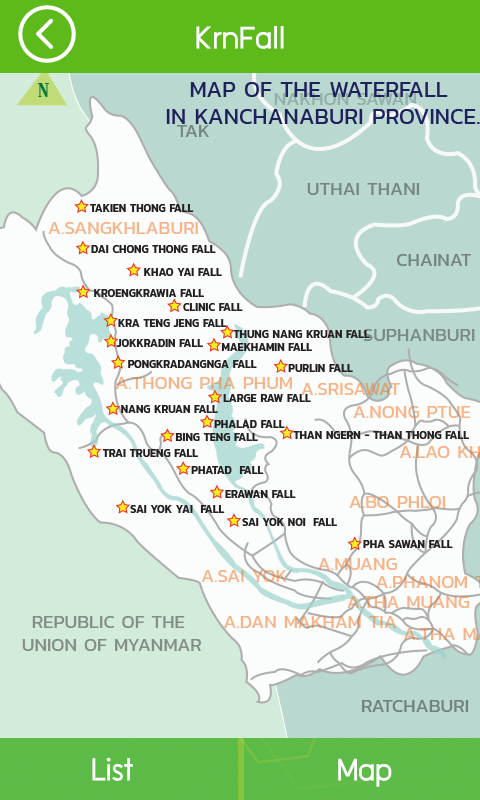 KrnFall
N
MAP OF THE WATERFALL
NAKHON SAWAN
IN KANCHANABURI PROVINCE.
TAK
UTHAI THANI
TAKIEN THONG FALL
A.SANGKHLABURI
DAI CHONG THONG FALL
CHAINAT
KHAO YAI FALL
KROENGKRAWIA FALL
CLINIC FALL
KRA TENG JENG FALL
THUNG NANG KRUAN FALL
SUPHANBURI
JOKKRADIN FALL
MAEKHAMIN FALL
PONGKRADANGNGA FALL
PURLIN FALL
A.THONG PHA PHUM
A.SRISAWAT
LARGE RAW FALL
NANG KRUAN FALL
A.NONG PTUE
PHALAD FALL
BING TENG FALL
THAN NGERN - THAN THONG FALL
TRAI TRUENG FALL
A.LAO KH
PHATAD FALL
ERAWAN FALL
A.BO PHLOI
SAI YOK YAI FALL
SAI YOK NOI FALL
PHA SAWAN FALL
A.MUANG
A.SAI YOK
A.PHANOM T
A.THA MUANG
REPUBLIC OF THE
UNION OF MYANMAR
A.DAN MAKHAM TIA
A.THA MA
RATCHABURI
List
Map